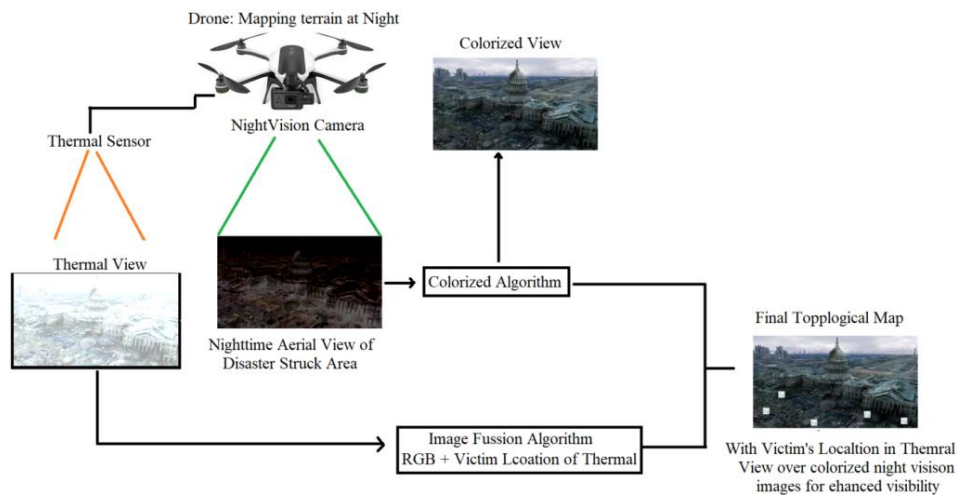 Drone: Mapping terrain at Night
Colorized View
NightVision Camera
Thermal Sensor
Thermal View
Colorized Algorithm
Nighttime Aerial View of
Disaster Struck Area
Final Topplogical Map
Image Fussion Algorithm
RGB + Victim Lcoation of Thermal
With Victim's Localtion in Themral
View over colorized night visison
images for ehanced visibility